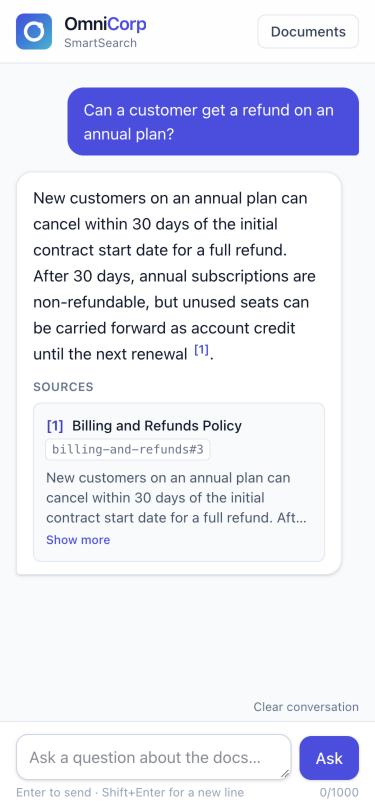 OmniCorp
SmartSearch
Documents
Can a customer get a refund on an
annual plan?
New customers on an annual plan can
cancel within 30 days of the initial
contract start date for a full refund.
After 30 days, annual subscriptions are
non-refundable, but unused seats can
be carried forward as account credit
until the next renewal [1].
SOURCES
[1] Billing and Refunds Policy
billing-and-refunds#3
New customers on an annual plan can
cancel within 30 days of the initial
contract start date for a full refund. Aft...
Show more
Clear conversation
Ask a question about the docs...
Ask
Enter to send · Shift+Enter for a new line
0/1000